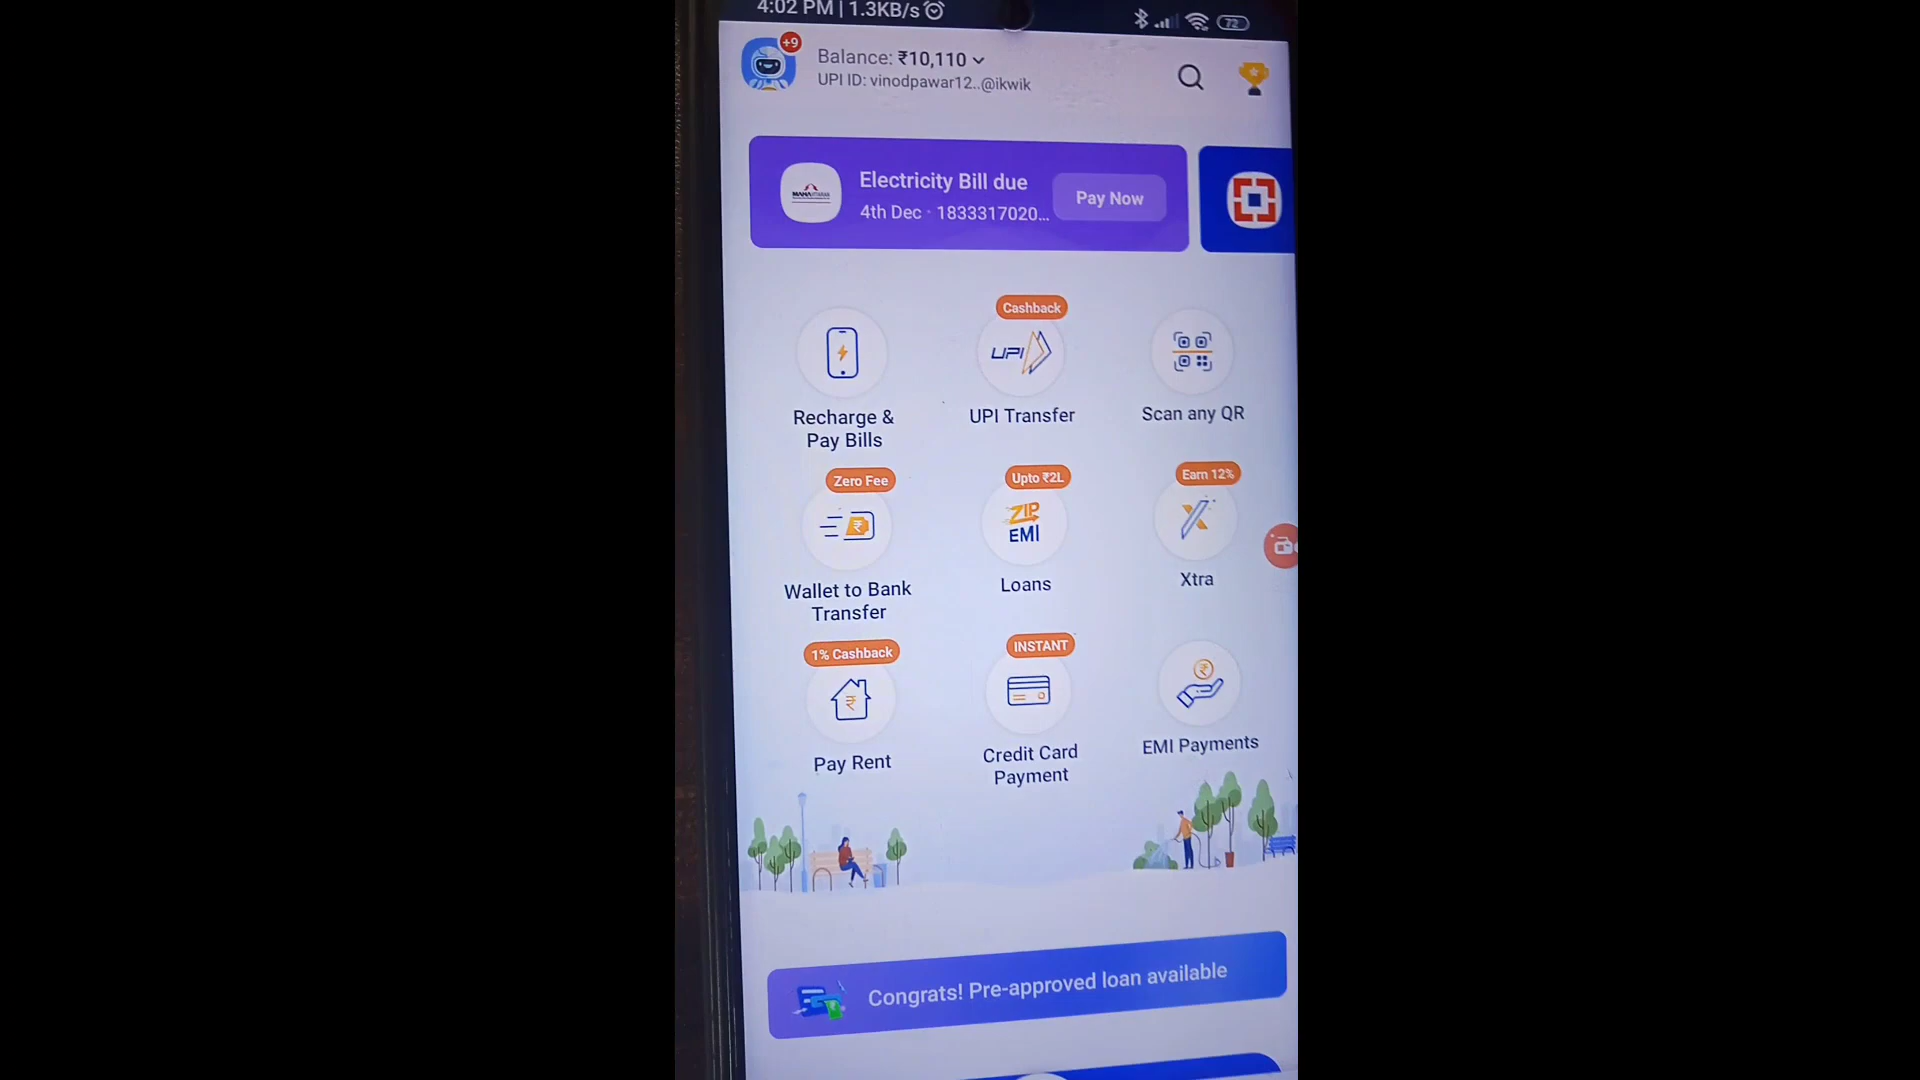 4:02 PM | 1.3KB/s
72
+9
Balance: ₹10,110
UPI ID: vinodpawar12..@ikwik
Electricity Bill due
4th Dec · 1833317020...
Pay Now
Cashback
UPI
Recharge &
Pay Bills
UPI Transfer
Scan any QR
Zero Fee
Upto ₹2L
Earn 12%
ZIP
EMI
Wallet to Bank
Transfer
Loans
Xtra
1% Cashback
INSTANT
Pay Rent
Credit Card
Payment
EMI Payments
Congrats! Pre-approved loan available